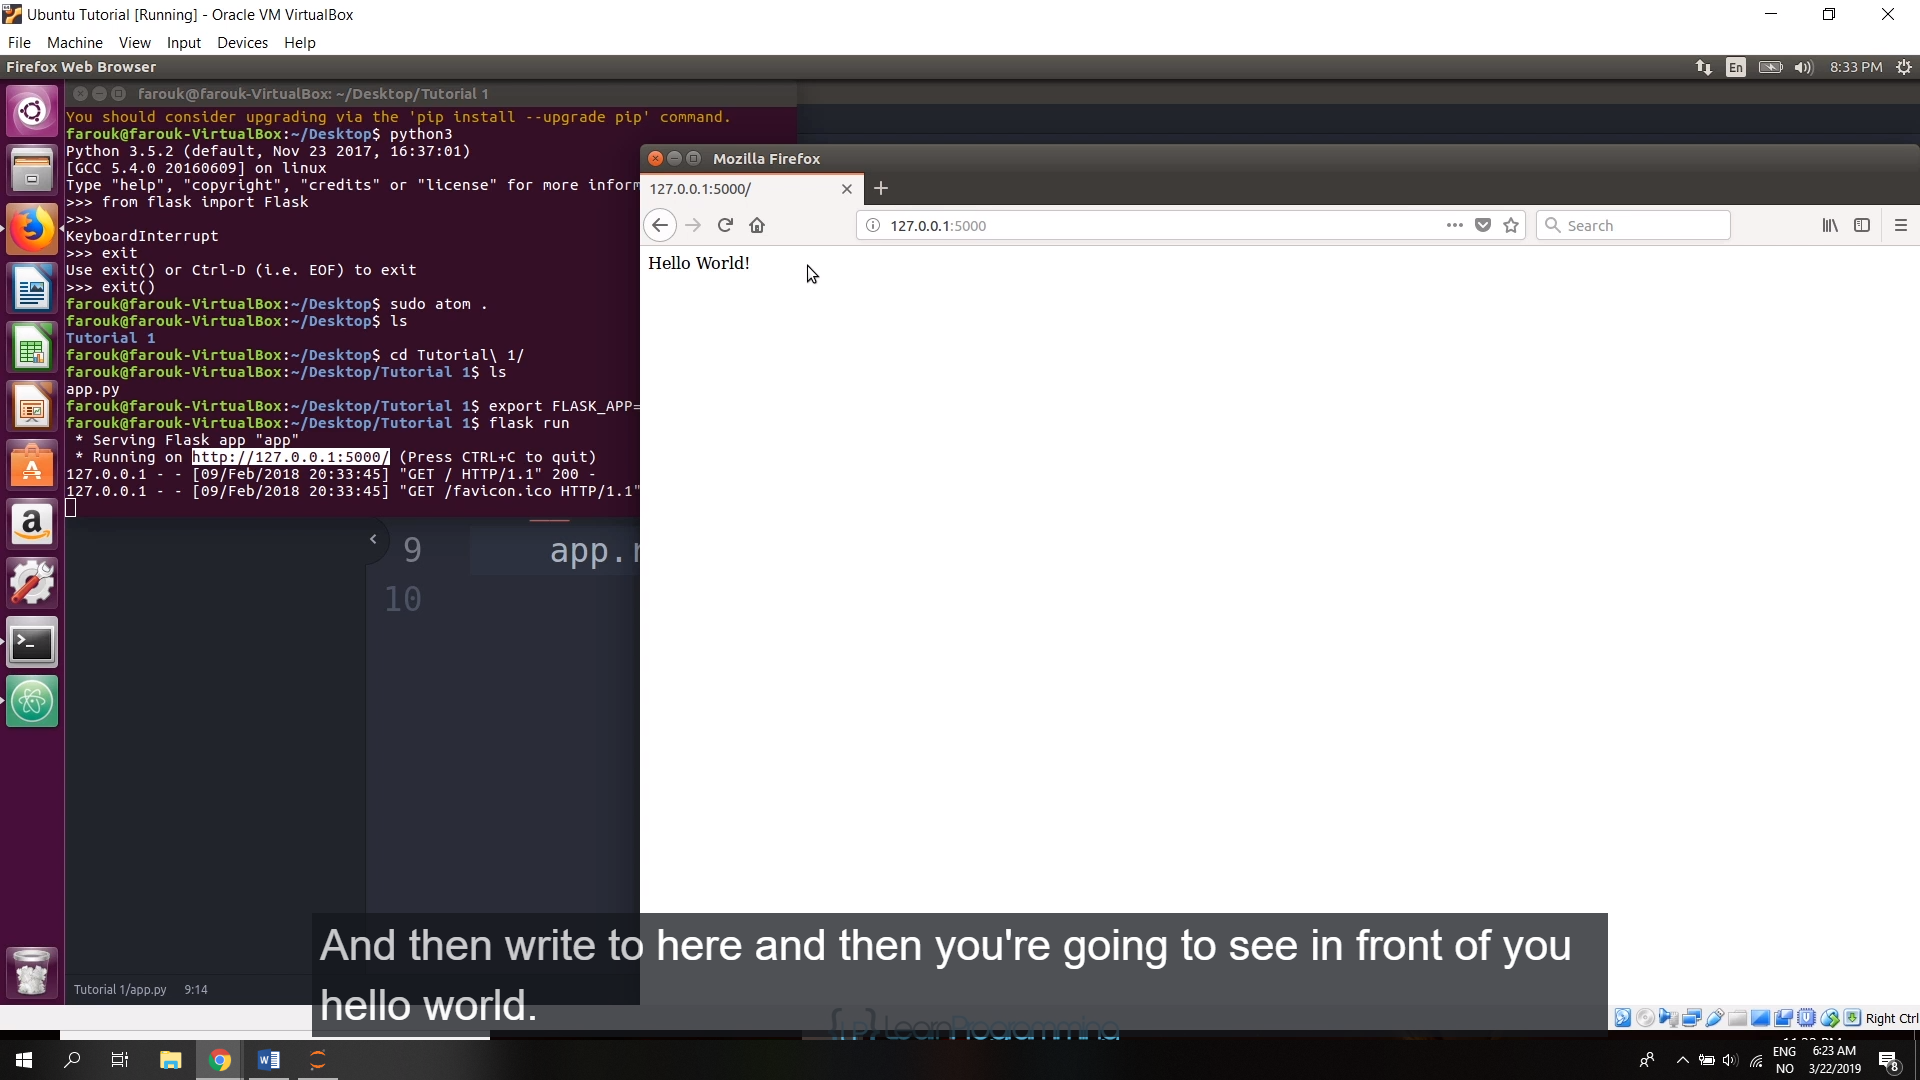 Ubuntu Tutorial [Running] - Oracle VM VirtualBox
File Machine View Input Devices Help
Firefox Web Browser
En
8:33 PM
farouk@farouk-VirtualBox: ~/Desktop/Tutorial 1
You should consider upgrading via the 'pip install --upgrade pip' command.
farouk@farouk-VirtualBox:~/Desktop$ python3
Python 3.5.2 (default, Nov 23 2017, 16:37:01)
[GCC 5.4.0 20160609] on linux
Type "help", "copyright", "credits" or "license" for more
>>> from flask import Flask
>>>
KeyboardInterrupt
>>> exit
Use exit() or Ctrl-D (i.e. EOF) to exit
>>> exit()
farouk@farouk-VirtualBox:~/Desktop$ sudo atom .
farouk@farouk-VirtualBox:~/Desktop$ ls
Tutorial 1
farouk@farouk-VirtualBox:~/Desktop$ cd Tutorial\ 1/
farouk@farouk-VirtualBox:~/Desktop/Tutorial 1$ ls
app.py
farouk@farouk-VirtualBox:~/Desktop/Tutorial 1$ export FLASK_APP=
farouk@farouk-VirtualBox:~/Desktop/Tutorial 1$ flask run
* Serving Flask app "app"
* Running on http://127.0.0.1:5000/ (Press CTRL+C to quit)
127.0.0.1 - - [09/Feb/2018 20:33:45] "GET / HTTP/1.1" 200 -
127.0.0.1 - - [09/Feb/2018 20:33:45] "GET /favicon.ico HTTP/1.1"
Mozilla Firefox
127.0.0.1:5000/
127.0.0.1:5000
Search
Hello World!
9 app.
10
Tutorial 1/app.py 9:14
And then write to here and then you're going to see in front of you
hello world.
LearnProgramming
Right Ctrl
ENG
NO
6:23 AM
3/22/2019
8